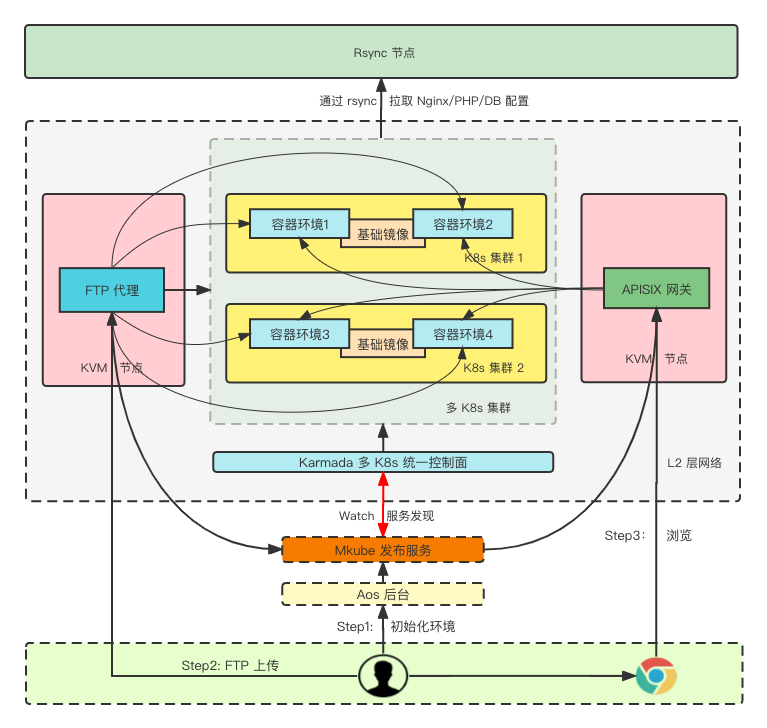 Rsync 节点
通过 rsync 拉取 Nginx/PHP/DB 配置
容器环境1
容器环境2
基础镜像
K8s 集群 1
FTP 代理
APISIX 网关
容器环境3
容器环境4
基础镜像
KVM 节点
K8s 集群 2
KVM 节点
多 K8s 集群
Karmada 多 K8s 统一控制面
L2 层网络
Watch 服务发现
Step3： 浏览
Mkube 发布服务
Aos 后台
Step1: 初始化环境
Step2: FTP 上传